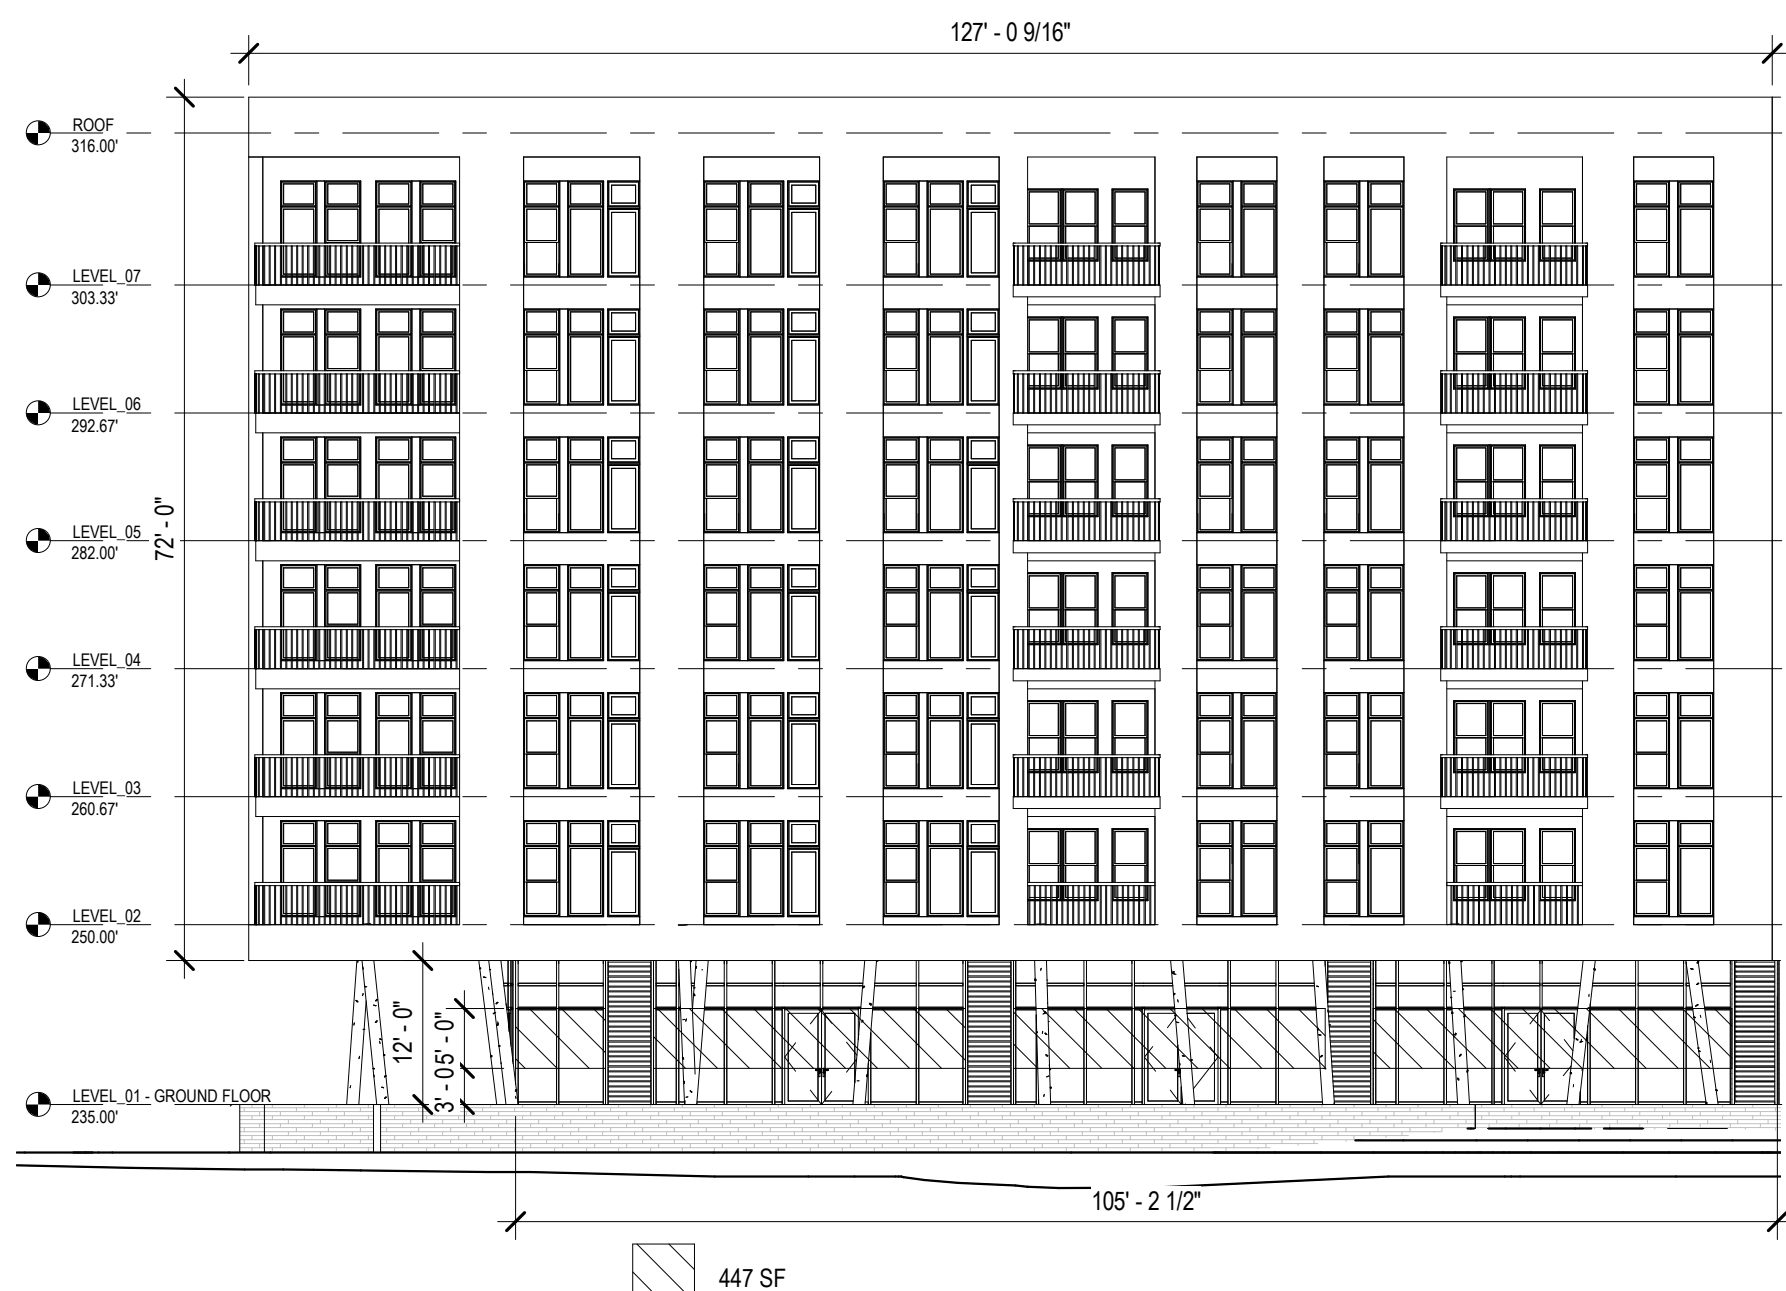 127' - 0 9/16"
ROOF
316.00'
LEVEL_07
303.33'
LEVEL_06
292.67'
72' - 0"
LEVEL_05
282.00'
LEVEL_04
271.33'
LEVEL_03
260.67'
LEVEL_02
250.00'
12' - 0"
5' - 0"
3' - 0"
LEVEL_01 - GROUND FLOOR
235.00'
105' - 2 1/2"
447 SF